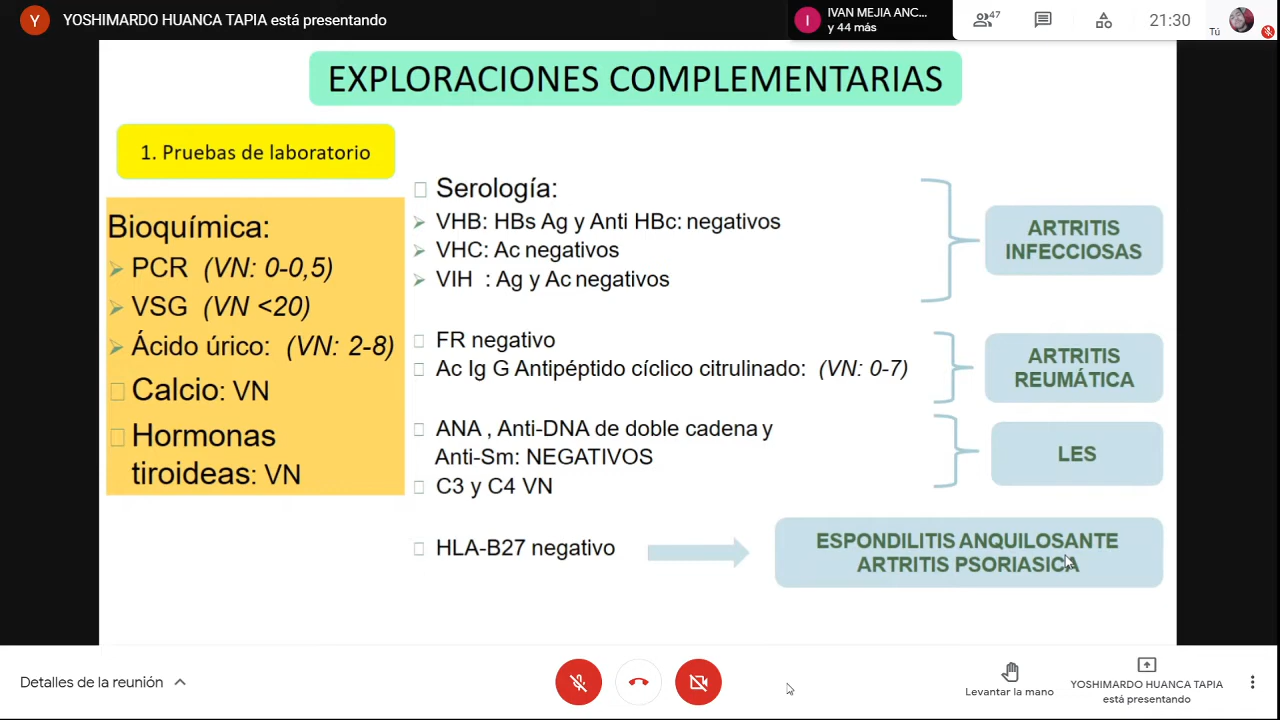 Y
YOSHIMARDO HUANCA TAPIA está presentando
I
IVAN MEJIA ANC...
y 44 más
47
21:30
Tú
EXPLORACIONES COMPLEMENTARIAS
1. Pruebas de laboratorio
Bioquímica:
PCR (VN: 0-0,5)
VSG (VN <20)
Ácido úrico: (VN: 2-8)
Calcio: VN
Hormonas
tiroideas: VN
Serología:
VHB: HBs Ag y Anti HBc: negativos
VHC: Ac negativos
VIH : Ag y Ac negativos
ARTRITIS
INFECCIOSAS
FR negativo
Ac Ig G Antipéptido cíclico citrulinado: (VN: 0-7)
ARTRITIS
REUMÁTICA
ANA , Anti-DNA de doble cadena y
Anti-Sm: NEGATIVOS
C3 y C4 VN
LES
HLA-B27 negativo
ESPONDILITIS ANQUILOSANTE
ARTRITIS PSORIASICA
Detalles de la reunión
Levantar la mano
YOSHIMARDO HUANCA TAPIA
está presentando